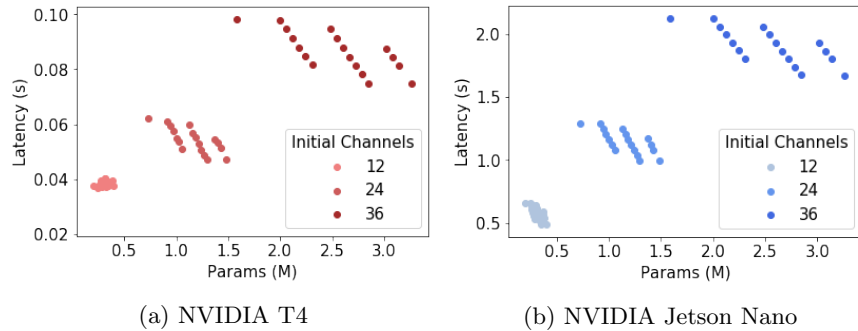 0.10
0.08
0.06
0.04
0.02
Latency (s)
Initial Channels
12
24
36
0.5 1.0 1.5 2.0 2.5 3.0
Params (M)
(a) NVIDIA T4
2.0
1.5
1.0
0.5
Latency (s)
Initial Channels
12
24
36
0.5 1.0 1.5 2.0 2.5 3.0
Params (M)
(b) NVIDIA Jetson Nano